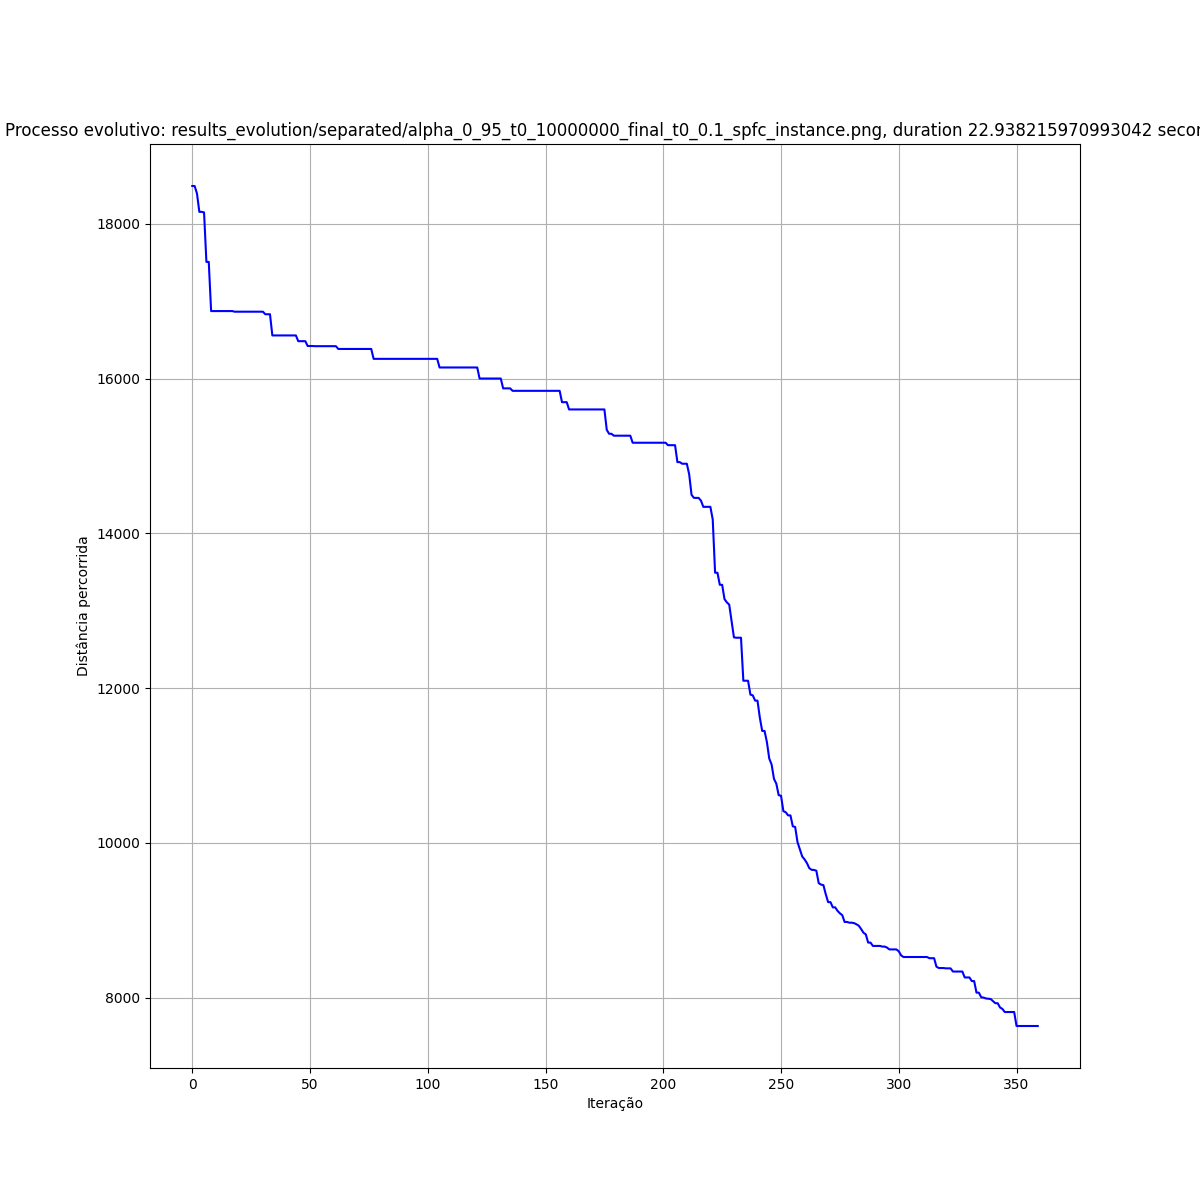 Processo evolutivo: results_evolution/separated/alpha_0_95_t0_10000000_final_t0_0.1_spfc_instance.png, duration 22.938215970993042
18000
16000
14000
12000
10000
8000
Distância percorrida
0 50 100 150 200 250 300 350
Iteração